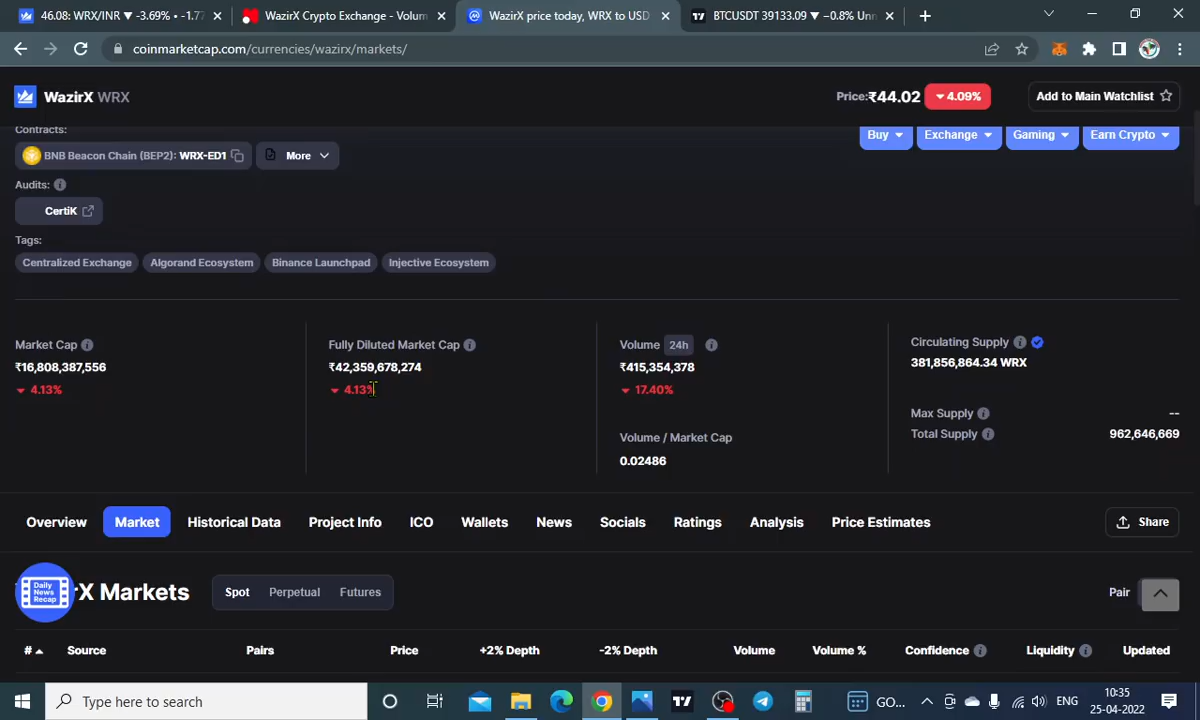 46.08: WRX/INR ▼ -3.69% • -1.77
WazirX Crypto Exchange - Volum
WazirX price today, WRX to USD
BTCUSDT 39133.09 ▼ −0.8% Unn
coinmarketcap.com/currencies/wazirx/markets/
WazirX WRX
Price: ₹44.02 4.09%
Add to Main Watchlist
Contracts:
Buy
Exchange
Gaming
Earn Crypto
BNB Beacon Chain (BEP2): WRX-ED1
More
Audits:
CertiK
Tags:
Centralized Exchange
Algorand Ecosystem
Binance Launchpad
Injective Ecosystem
Market Cap
₹16,808,387,556
4.13%
Fully Diluted Market Cap
₹42,359,678,274
4.13%
Volume 24h
₹415,354,378
17.40%
Volume / Market Cap
0.02486
Circulating Supply
381,856,864.34 WRX
Max Supply --
Total Supply 962,646,669
Overview Market Historical Data Project Info ICO Wallets News Socials Ratings Analysis Price Estimates Share
Daily
News
Recap
rX Markets
Spot Perpetual Futures
Pair
# Source Pairs Price +2% Depth -2% Depth Volume Volume % Confidence Liquidity Updated
Type here to search
GO...
ENG
10:35
25-04-2022